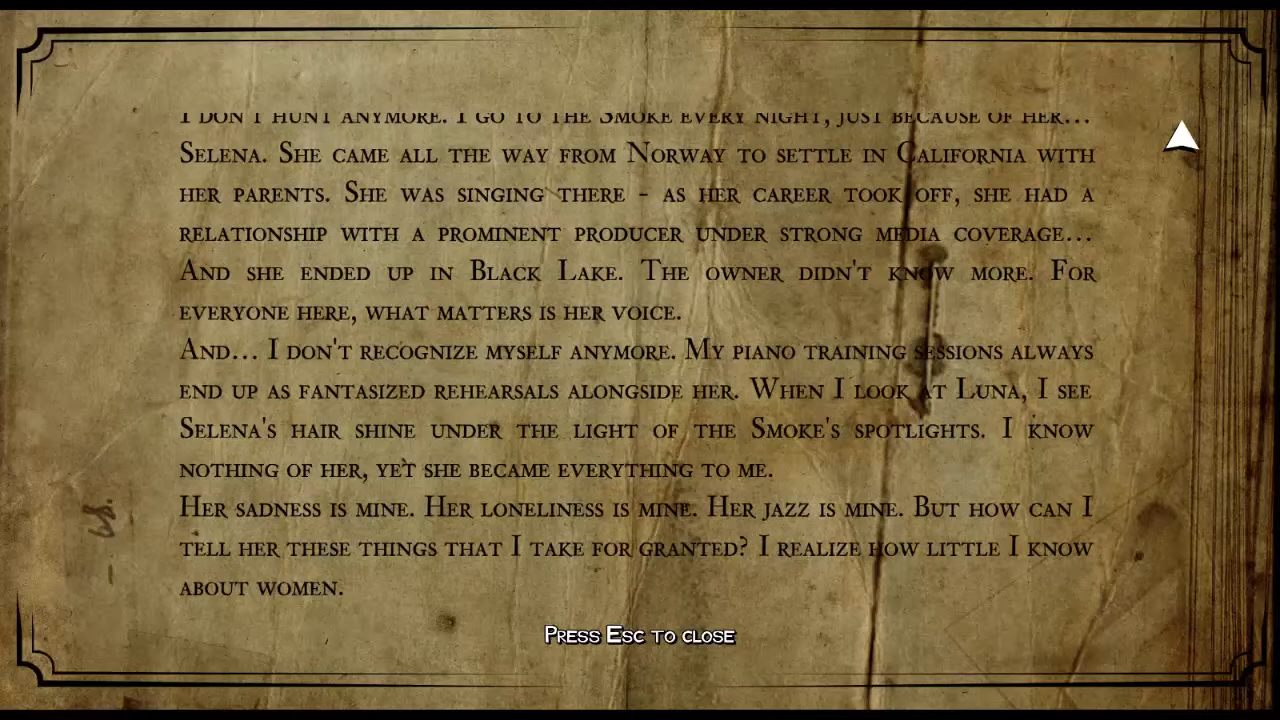 I don't hunt anymore. I go to the Smoke every night, just because of her...
Selena. She came all the way from Norway to settle in California with
her parents. She was singing there - as her career took off, she had a
relationship with a prominent producer under strong media coverage...
And she ended up in Black Lake. The owner didn't know more. For
everyone here, what matters is her voice.
And... I don't recognize myself anymore. My piano training sessions always
end up as fantasized rehearsals alongside her. When I look at Luna, I see
Selena's hair shine under the light of the Smoke's spotlights. I know
nothing of her, yet she became everything to me.
Her sadness is mine. Her loneliness is mine. Her jazz is mine. But how can I
tell her these things that I take for granted? I realize how little I know
about women.
Press Esc to close